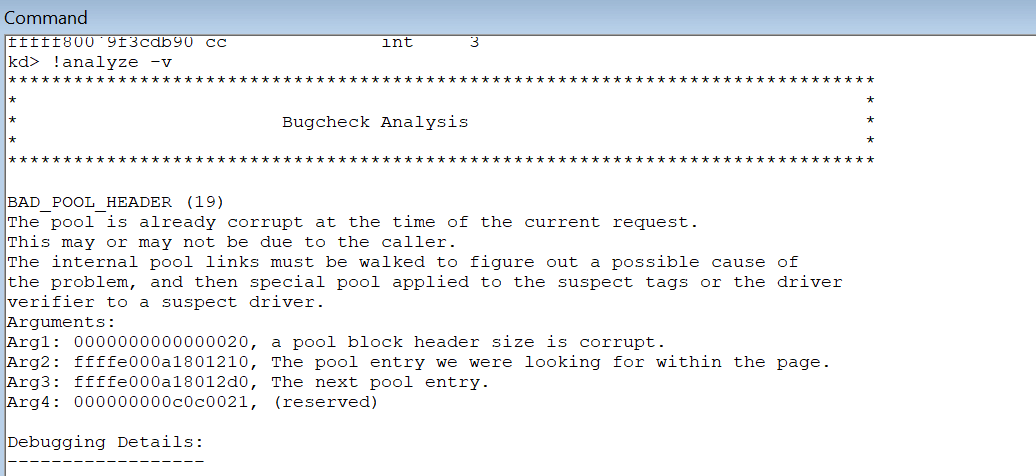 Command
fffff800`9f3cdb90 cc              int     3
kd> !analyze -v
*******************************************************************************
*                                                                             *
*                        Bugcheck Analysis                                    *
*                                                                             *
*******************************************************************************
BAD_POOL_HEADER (19)
The pool is already corrupt at the time of the current request.
This may or may not be due to the caller.
The internal pool links must be walked to figure out a possible cause of
the problem, and then special pool applied to the suspect tags or the driver
verifier to a suspect driver.
Arguments:
Arg1: 0000000000000020, a pool block header size is corrupt.
Arg2: ffffe000a1801210, The pool entry we were looking for within the page.
Arg3: ffffe000a18012d0, The next pool entry.
Arg4: 000000000c0c0021, (reserved)
Debugging Details:
------------------